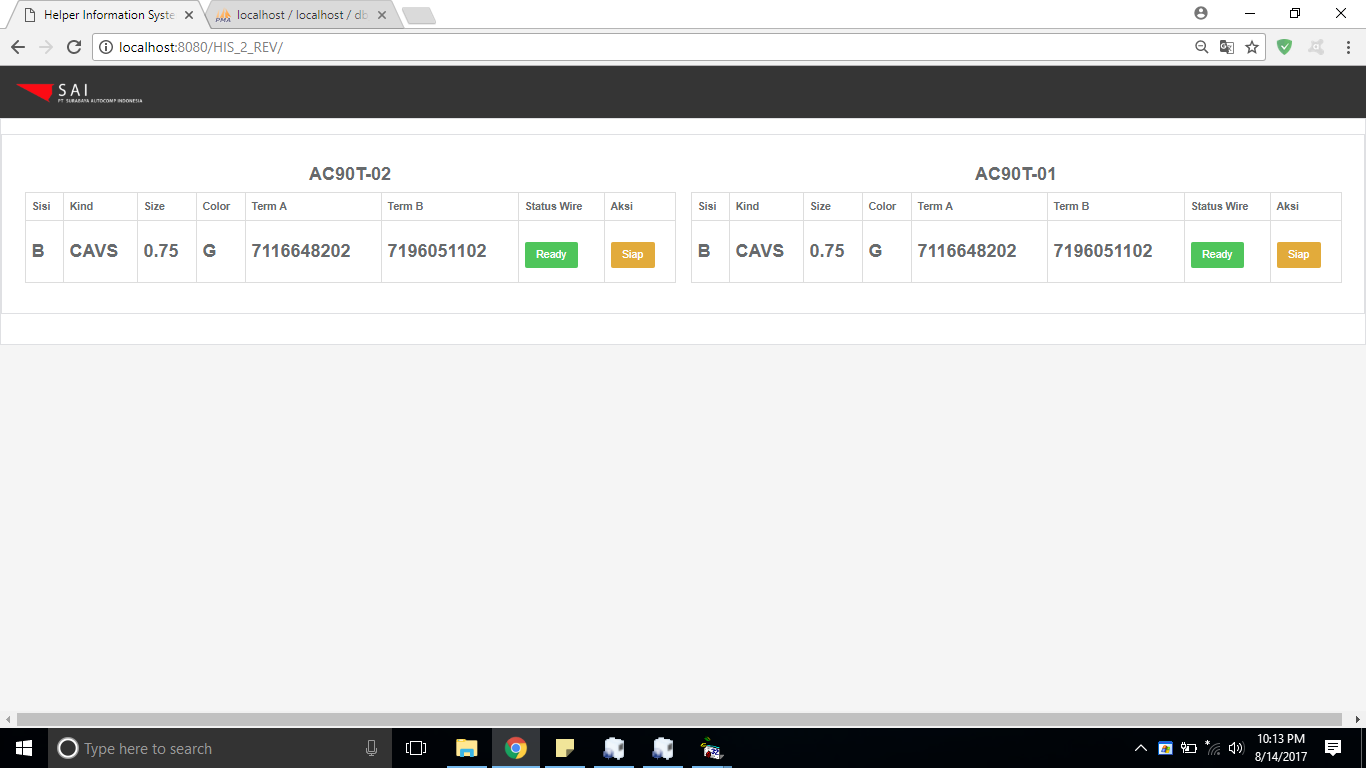 Helper Information Syste
localhost / localhost / db
localhost:8080/HIS_2_REV/
SAI
PT SURABAYA AUTOCOMP INDONESIA
AC90T-02
Sisi Kind Size Color Term A Term B Status Wire Aksi
B CAVS 0.75 G 7116648202 7196051102 Ready Siap
AC90T-01
Sisi Kind Size Color Term A Term B Status Wire Aksi
B CAVS 0.75 G 7116648202 7196051102 Ready Siap
Type here to search
10:13 PM
8/14/2017